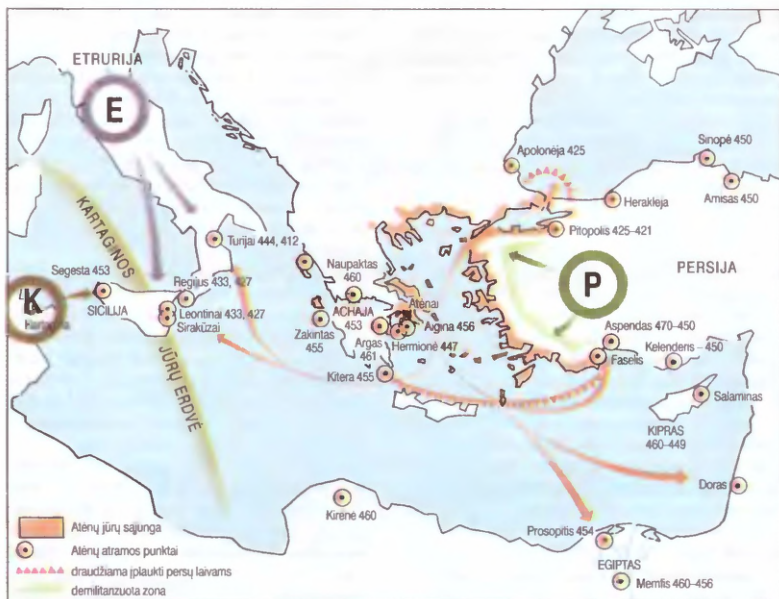 ETRURIJA
E
KARTAGINOS
JŪRŲ ERDVĖ
Turijai 444, 412
Segesta 453
K
SICILIJA
Regijus 433, 427
Leontinai 433, 427
Sirakūzai
Naupaktas
460
ACHAJA
453
Zakintas
455
Argas
461
Kitera 455
Atėnai
Aigina 456
Hermionė 447
Apolonėja 425
Sinopė 450
Amisas 450
Heraklėja
Pitopolis 425–421
P
PERSIJA
Aspendas 470–450
Faselis
Kelenderis – 450
Salaminas
KIPRAS
460–449
Doras
Kirenė 460
Prosopitis 454
EGIPTAS
Memfis 460–456
Atėnų jūrų sąjunga
Atėnų atramos punktai
draudžiama įplaukti persų laivams
demilitarizuota zona